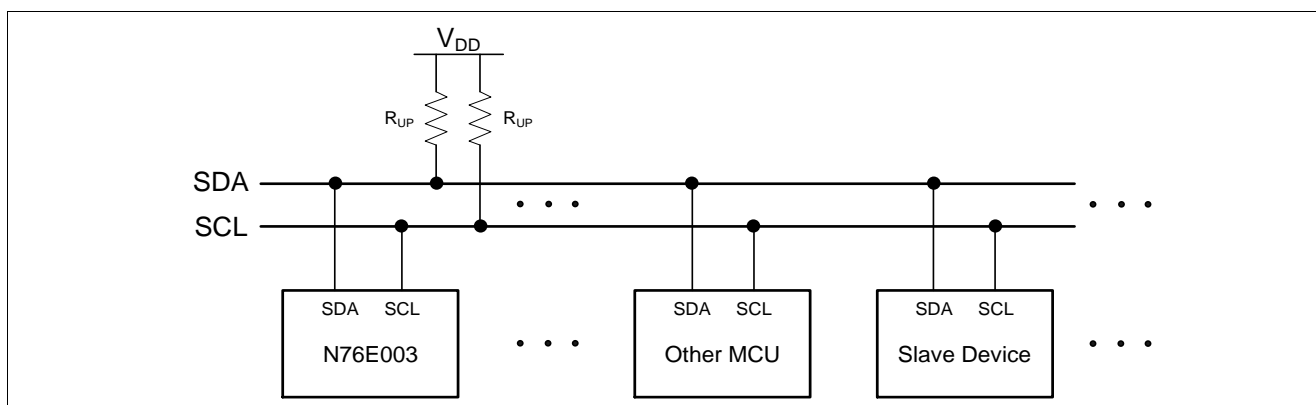 VDD
RUP RUP
SDA
SCL
SDA SCL SDA SCL SDA SCL
N76E003 Other MCU Slave Device